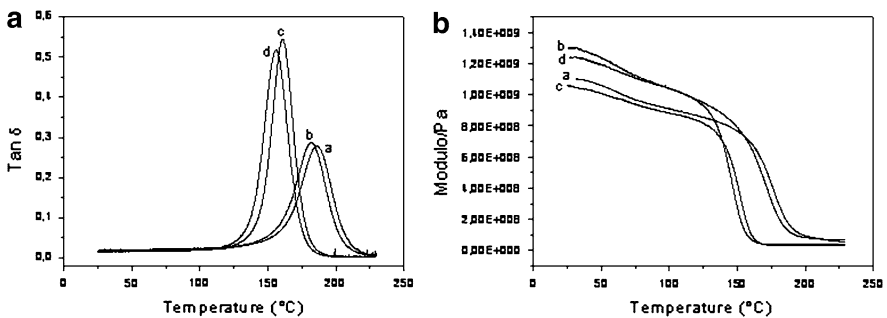 a
0,6
0,5
0,4
0,3
0,2
0,1
0,0
Tan δ
c
d
b
a
0
50
100
150
200
250
Temperature (ºC)
b
1,40E+009
1,20E+009
1,00E+009
8,00E+008
6,00E+008
4,00E+008
2,00E+008
0,00E+000
Modulo/Pa
b
d
a
c
0
50
100
150
200
250
Temperature (ºC)